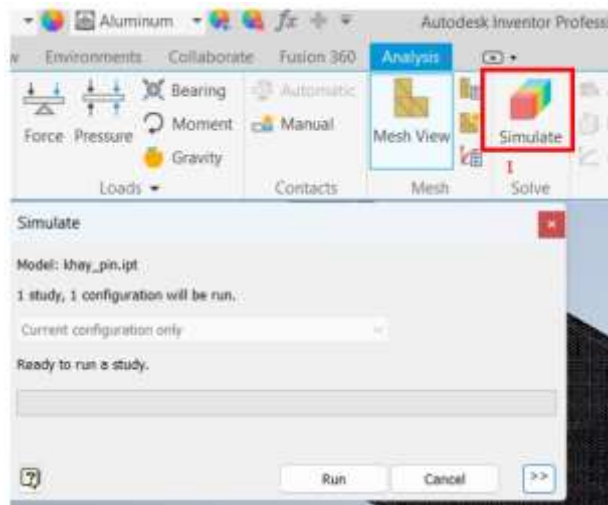 Aluminum fx
Autodesk Inventor Profess
w Environments Collaborate Fusion 360 Analysis
Force Pressure Bearing Moment Gravity
Automatic
Manual
Mesh View
Simulate
I
Loads Contacts Mesh Solve
Simulate
Model: khay_pin.ipt
1 study, 1 configuration will be run.
Current configuration only
Ready to run a study.
Run Cancel >>